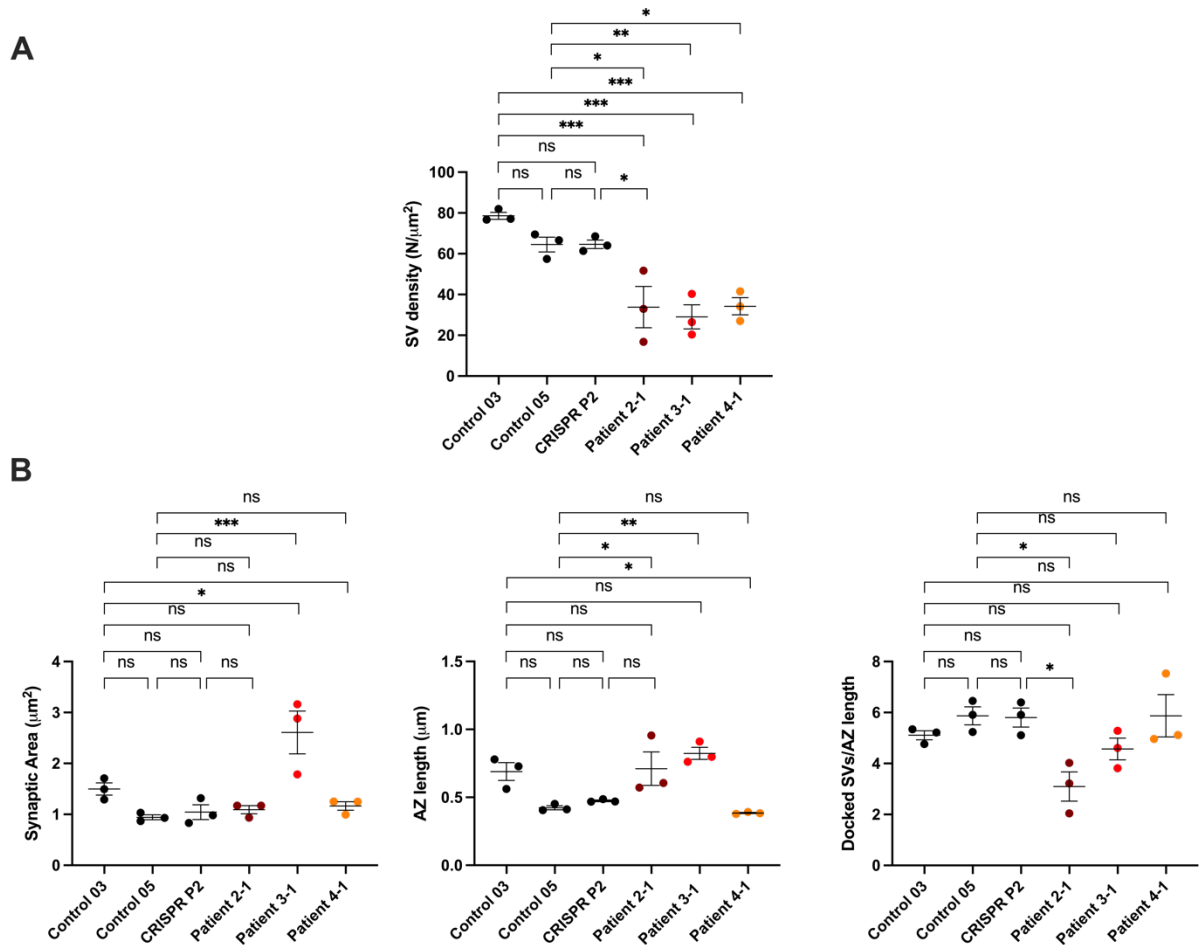 A
*
**
*
***
***
***
ns
ns
ns
*
100
80
60
40
20
0
SV density (N/μm²)
Control 03
Control 05
CRISPR P2
Patient 2-1
Patient 3-1
Patient 4-1
B
ns
***
ns
ns
*
ns
ns
ns
ns
ns
4
3
2
1
0
Synaptic Area (μm²)
Control 03
Control 05
CRISPR P2
Patient 2-1
Patient 3-1
Patient 4-1
ns
**
*
*
ns
ns
ns
ns
ns
ns
1.5
1.0
0.5
0.0
AZ length (μm)
Control 03
Control 05
CRISPR P2
Patient 2-1
Patient 3-1
Patient 4-1
ns
ns
*
ns
ns
ns
ns
ns
ns
*
8
6
4
2
0
Docked SVs/AZ length
Control 03
Control 05
CRISPR P2
Patient 2-1
Patient 3-1
Patient 4-1